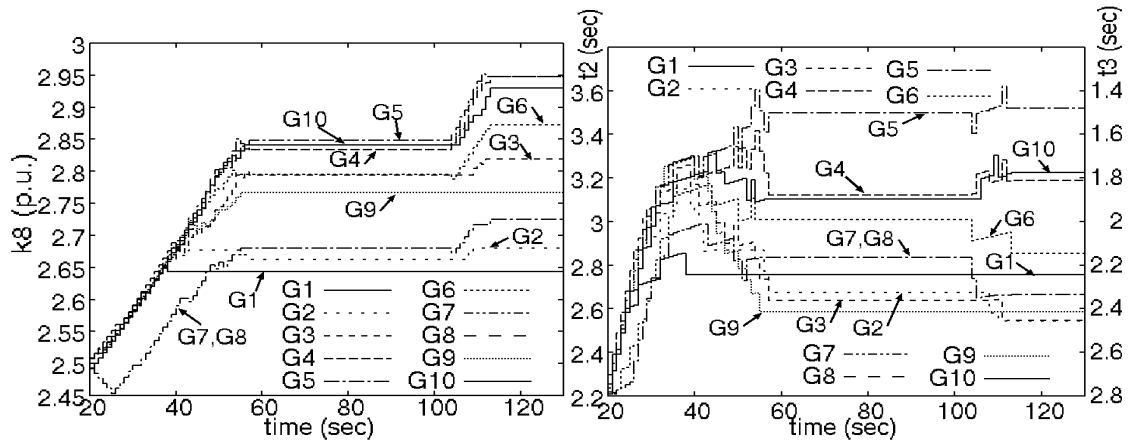 k8 (p.u.)
3
2.95
2.9
2.85
2.8
2.75
2.7
2.65
2.6
2.55
2.5
2.45
20 40 60 80 100 120
time (sec)
G10
G5
G4
G6
G3
G9
G2
G1
G7,G8
G1
G2
G3
G4
G5
G6
G7
G8
G9
G10
t2 (sec)
3.6
3.4
3.2
3
2.8
2.6
2.4
2.2
20 40 60 80 100 120
time (sec)
t3 (sec)
1.4
1.6
1.8
2
2.2
2.4
2.6
2.8
G1
G2
G3
G4
G5
G6
G5
G4
G10
G6
G7,G8
G1
G9
G3
G2
G7
G8
G9
G10